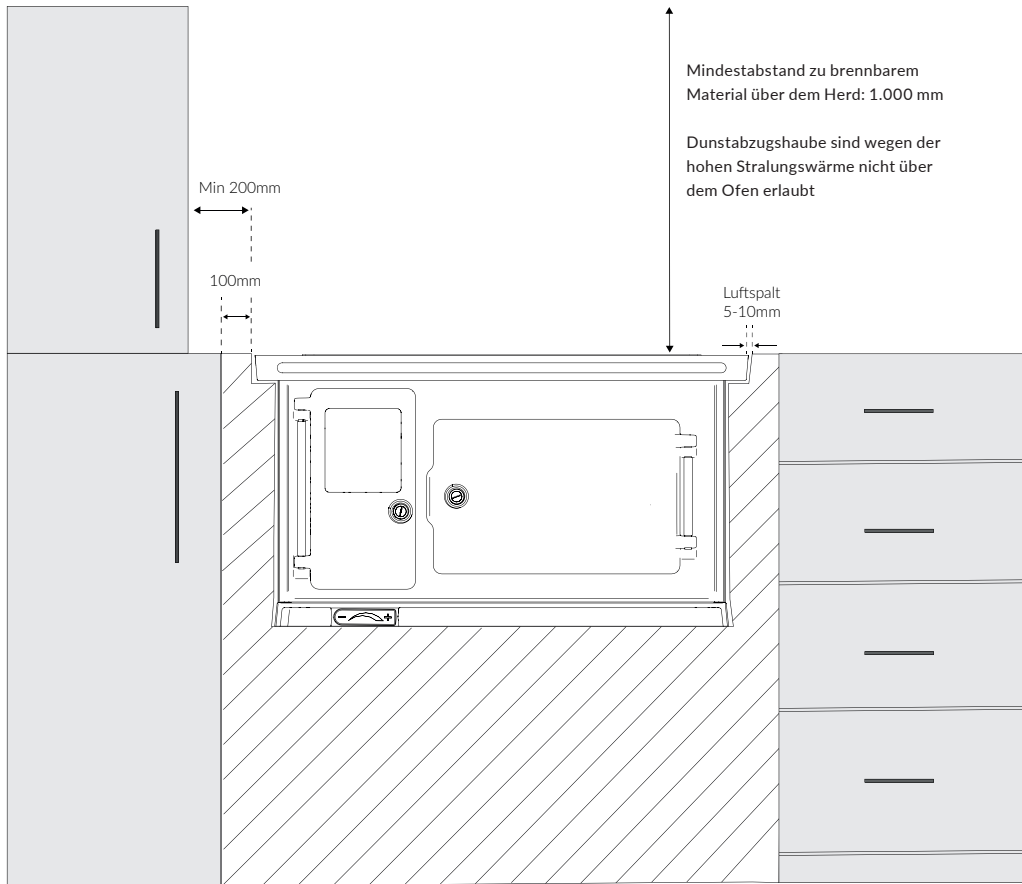 Mindestabstand zu brennbarem
Material über dem Herd: 1.000 mm
Dunstabzugshaube sind wegen der
hohen Stralungswärme nicht über
dem Ofen erlaubt
Min 200mm
100mm
Luftspalt
5-10mm
- +